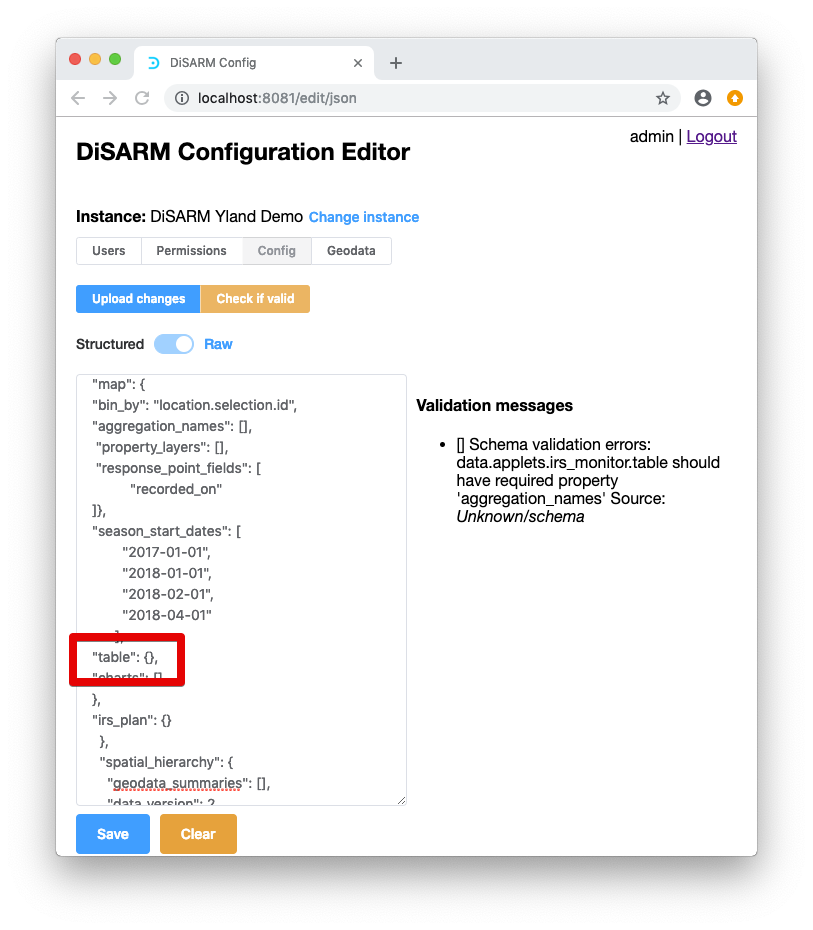 DiSARM Config
localhost:8081/edit/json
admin | Logout
DiSARM Configuration Editor
Instance: DiSARM Yland Demo Change instance
Users Permissions Config Geodata
Upload changes Check if valid
Structured Raw
"map": {
"bin_by": "location.selection.id",
"aggregation_names": [],
"property_layers": [],
"response_point_fields": [
"recorded_on"
]},
"season_start_dates": [
"2017-01-01",
"2018-01-01",
"2018-02-01",
"2018-04-01"
],
"table": {},
"charts": []
},
"irs_plan": {}
},
"spatial_hierarchy": {
"geodata_summaries": [],
"data_version": 2,
Save Clear
Validation messages
[] Schema validation errors:
data.applets.irs_monitor.table should
have required property
'aggregation_names' Source:
Unknown/schema